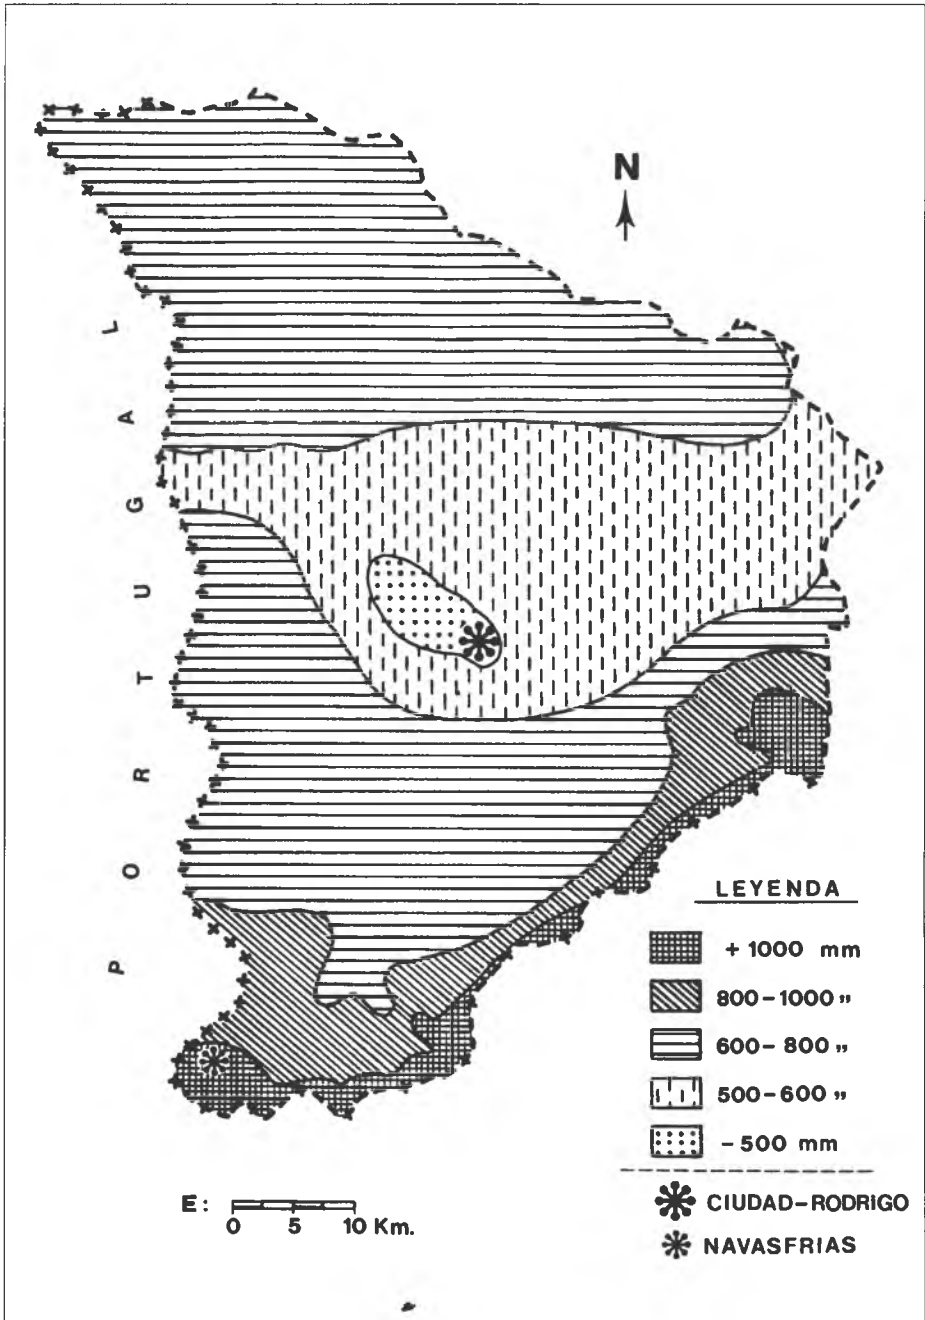 N
PORTUGAL
LEYENDA
+ 1000 mm
800-1000 "
600-800 "
500-600 "
- 500 mm
CIUDAD-RODRIGO
NAVASFRIAS
E:
0 5 10 Km.